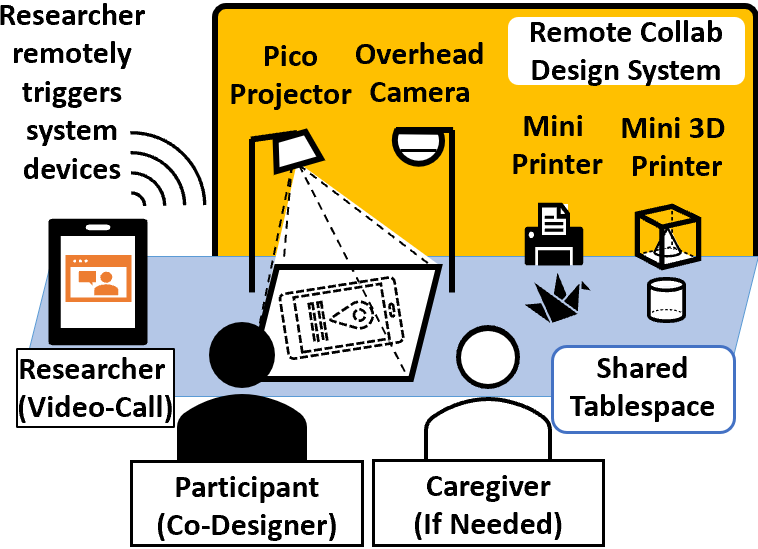 Researcher
remotely
triggers
system
devices
Pico
Projector
Overhead
Camera
Remote Collab
Design System
Mini
Printer
Mini 3D
Printer
Researcher
(Video-Call)
Shared
Tablespace
Participant
(Co-Designer)
Caregiver
(If Needed)